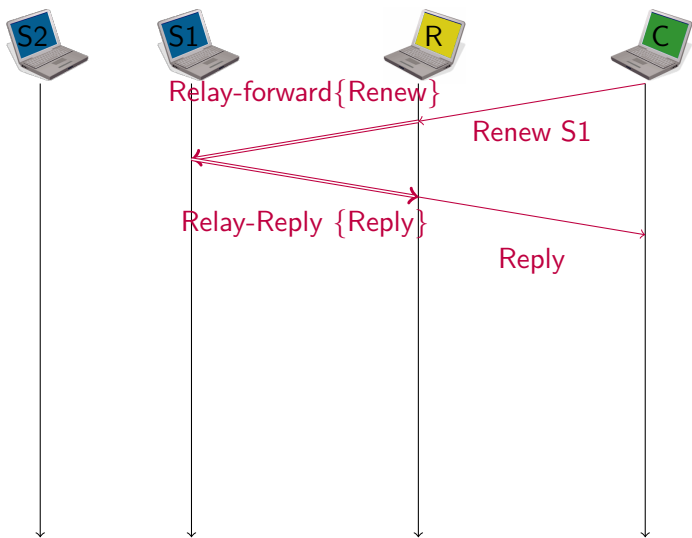 S2
S1
R
C
Relay-forward{Renew}
Renew S1
Relay-Reply {Reply}
Reply